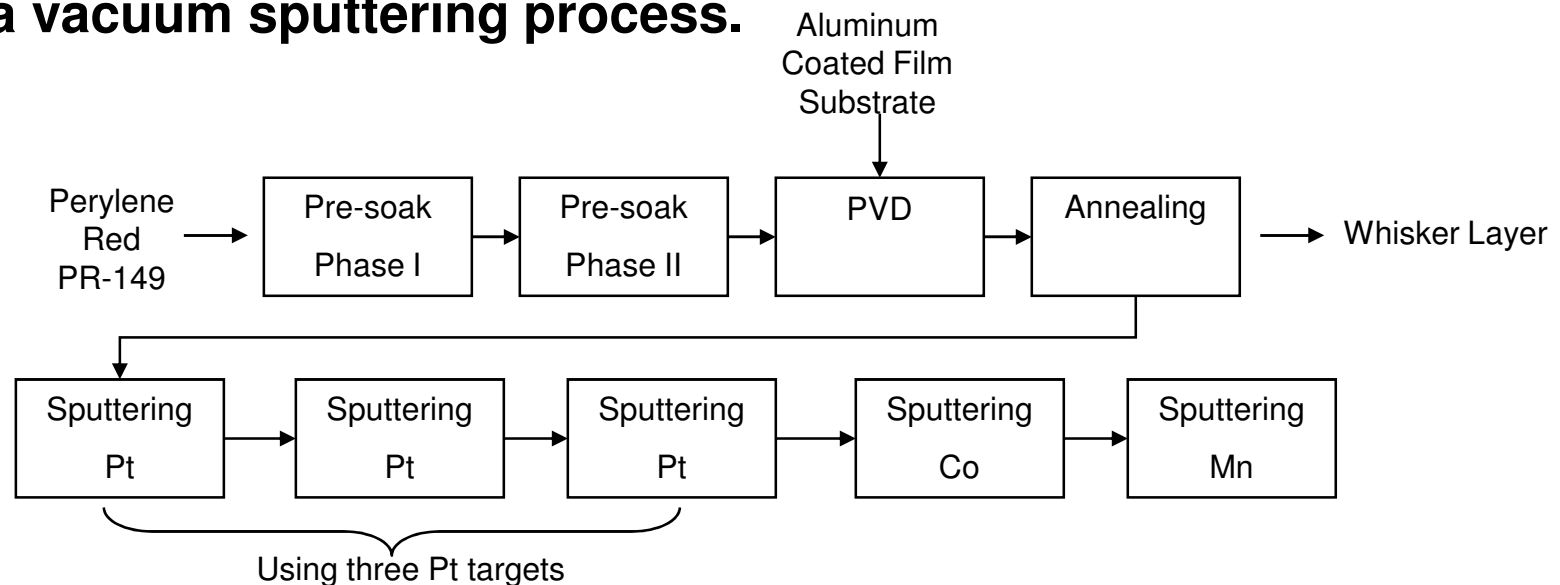 a vacuum sputtering process.
Aluminum
Coated Film
Substrate
Perylene
Red
PR-149
Pre-soak
Phase I
Pre-soak
Phase II
PVD
Annealing
Whisker Layer
Sputtering
Pt
Sputtering
Pt
Sputtering
Pt
Sputtering
Co
Sputtering
Mn
Using three Pt targets